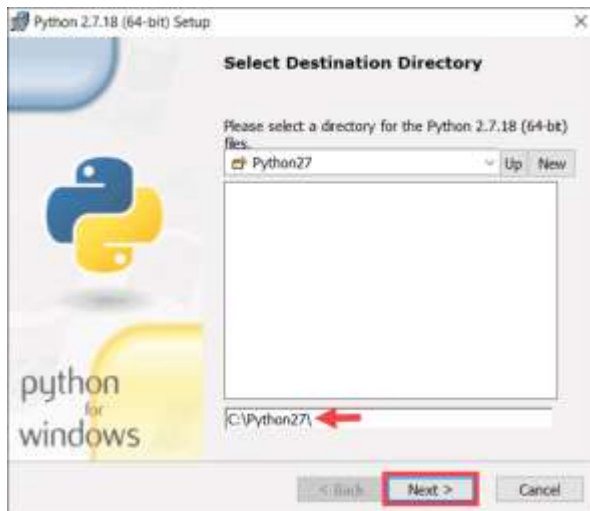 Python 2.7.18 (64-bit) Setup
Select Destination Directory
Please select a directory for the Python 2.7.18 (64-bit)
files.
Python27
Up New
C:\Python27\
python
for
windows
< Back Next > Cancel